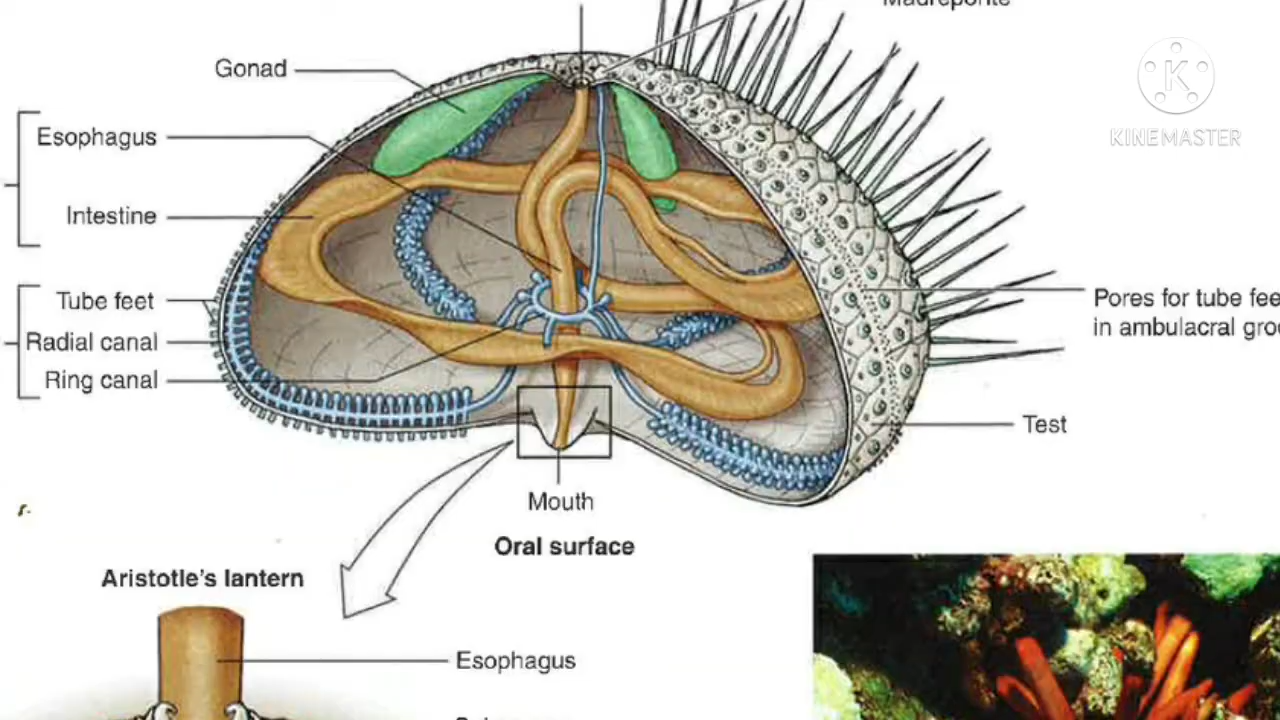 Madreporite
Gonad
Esophagus
Intestine
Tube feet
Radial canal
Ring canal
Pores for tube fee
in ambulacral gro
Test
Mouth
Oral surface
Aristotle's lantern
Esophagus
K
KINEMASTER